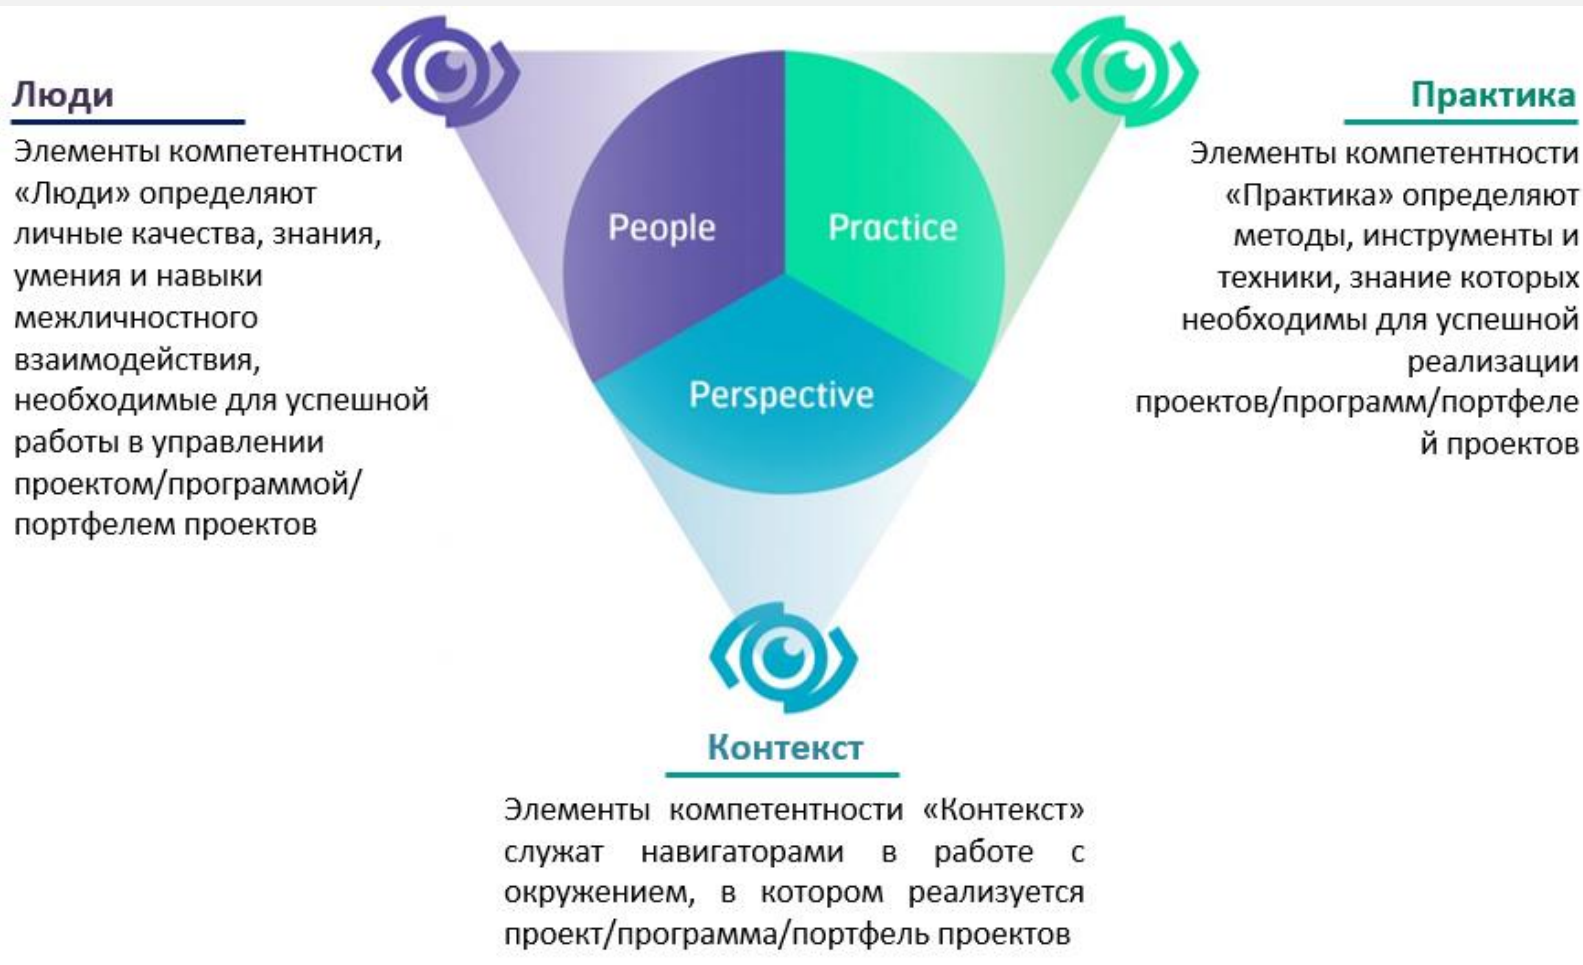 Люди
Элементы компетентности
«Люди» определяют
личные качества, знания,
умения и навыки
межличностного
взаимодействия,
необходимые для успешной
работы в управлении
проектом/программой/
портфелем проектов
People
Practice
Perspective
Практика
Элементы компетентности
«Практика» определяют
методы, инструменты и
техники, знание которых
необходимы для успешной
реализации
проектов/программ/портфеле
й проектов
Контекст
Элементы компетентности «Контекст»
служат навигаторами в работе с
окружением, в котором реализуется
проект/программа/портфель проектов